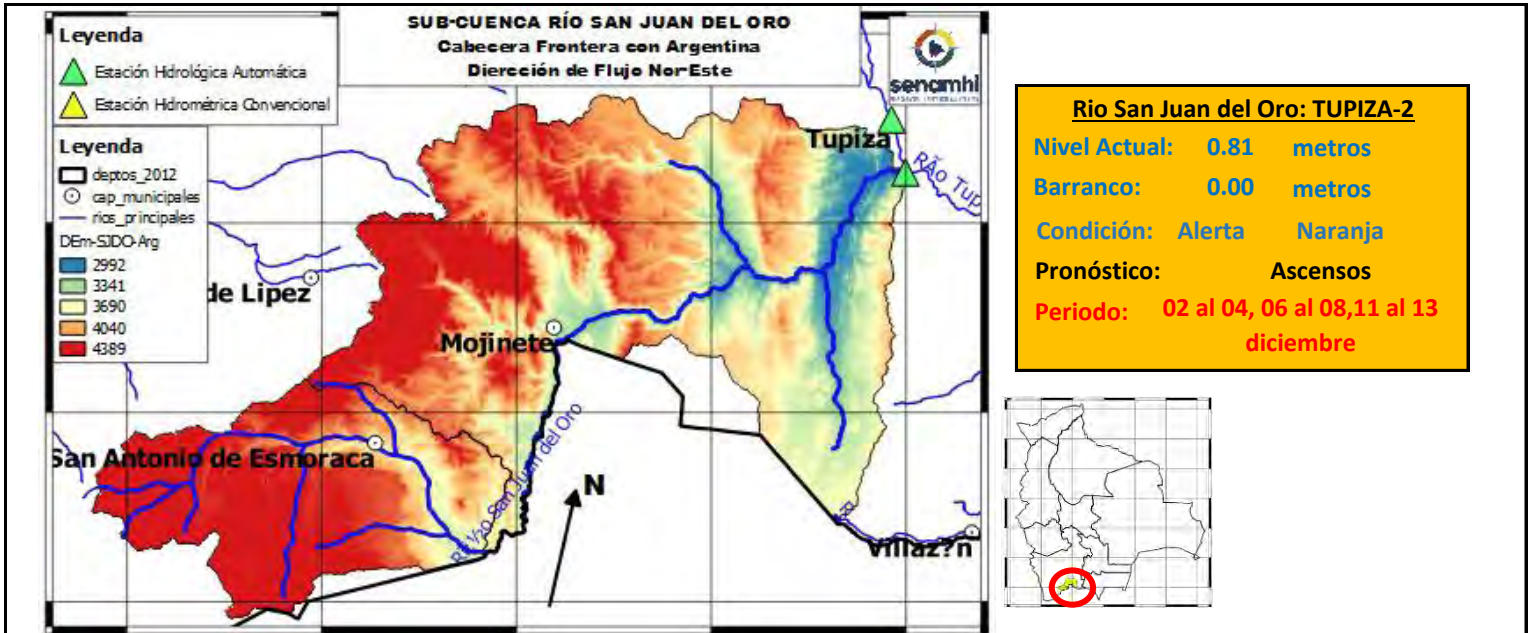 SUB-CUENCA RÍO SAN JUAN DEL ORO
Cabecera Frontera con Argentina
Diercción de Flujo Nor-Este
senamhi
Leyenda
Estación Hidrológica Automática
Estación Hidrométrica Convencional
Leyenda
deptos_2012
cap_municipales
rios_principales
DEm-SJDO-Arg
2992
3341
3690
4040
4389
Tupiza
RÃ­o Tup
de Lipez
Mojinete
San Antonio de Esmoraca
San Juan del Oro
N
Villaz?n
Rio San Juan del Oro: TUPIZA-2
Nivel Actual: 0.81 metros
Barranco: 0.00 metros
Condición: Alerta Naranja
Pronóstico: Ascensos
Periodo: 02 al 04, 06 al 08,11 al 13
diciembre